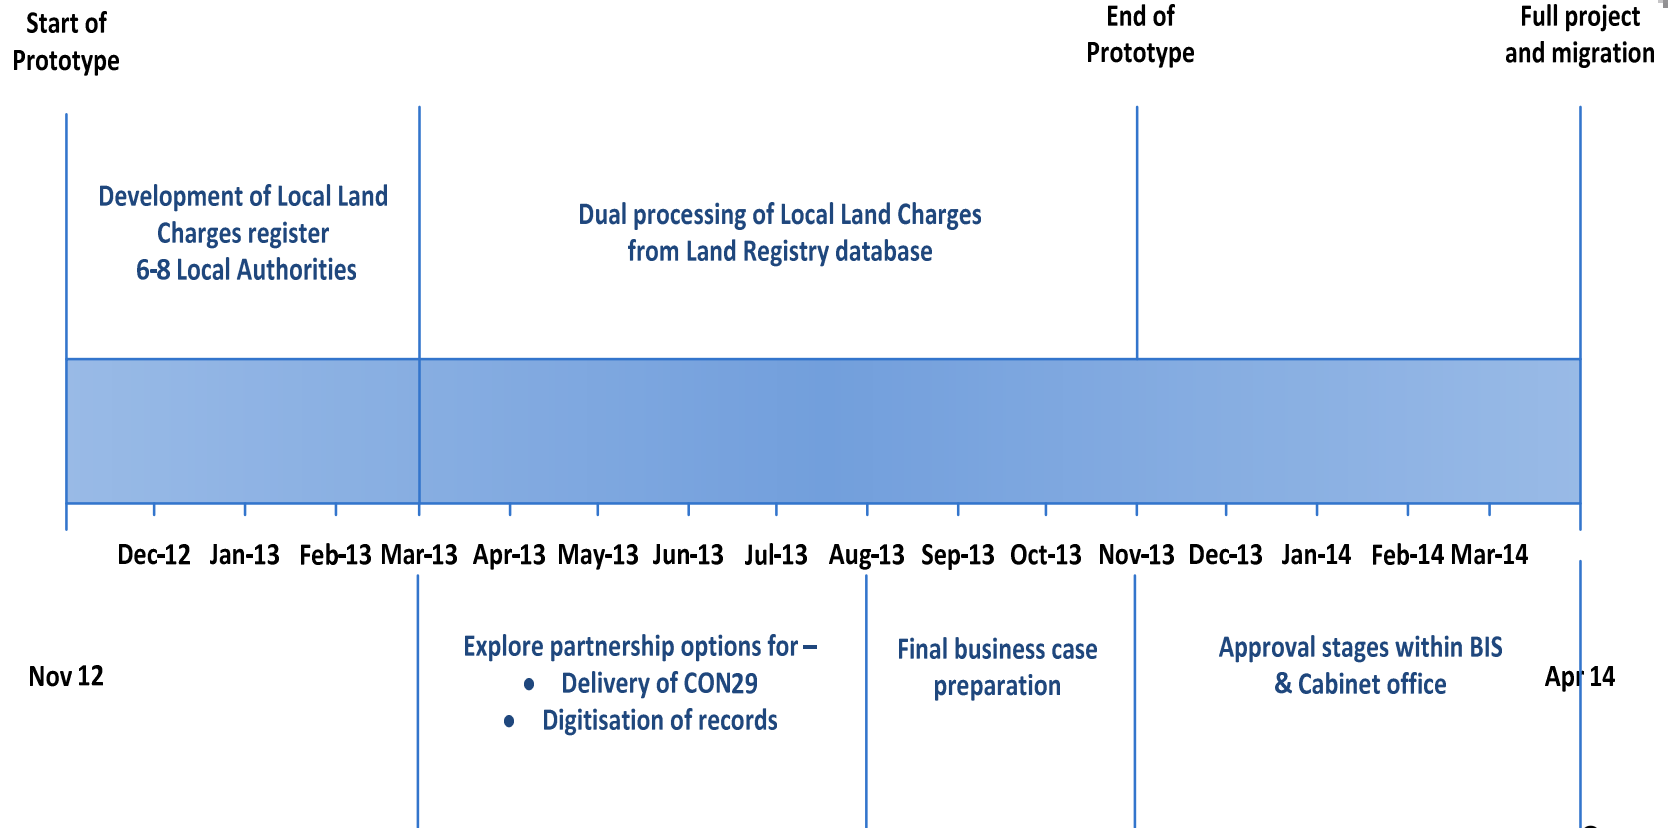 Start of
Prototype
End of
Prototype
Full project
and migration
Development of Local Land
Charges register
6-8 Local Authorities
Dual processing of Local Land Charges
from Land Registry database
Dec-12 Jan-13 Feb-13 Mar-13 Apr-13 May-13 Jun-13 Jul-13 Aug-13 Sep-13 Oct-13 Nov-13 Dec-13 Jan-14 Feb-14 Mar-14
Nov 12
Explore partnership options for –
• Delivery of CON29
• Digitisation of records
Final business case
preparation
Approval stages within BIS
& Cabinet office
Apr 14